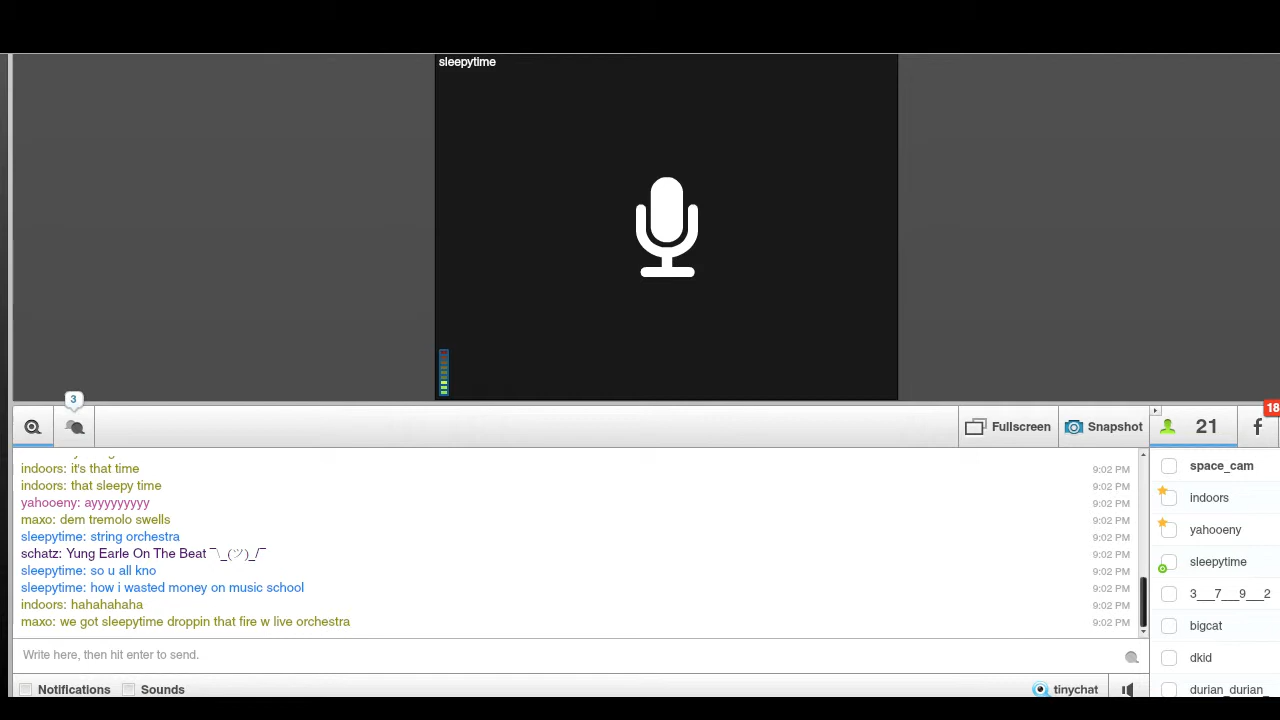 sleepytime
3
Fullscreen
Snapshot
21
18
indoors: it's that time 9:02 PM
indoors: that sleepy time 9:02 PM
yahooeny: ayyyyyyyyy 9:02 PM
maxo: dem tremolo swells 9:02 PM
sleepytime: string orchestra 9:02 PM
schatz: Yung Earle On The Beat ¯\_(ツ)_/¯ 9:02 PM
sleepytime: so u all kno 9:02 PM
sleepytime: how i wasted money on music school 9:02 PM
indoors: hahahahaha 9:02 PM
maxo: we got sleepytime droppin that fire w live orchestra 9:02 PM
space_cam
indoors
yahooeny
sleepytime
3___7___9___2
bigcat
dkid
durian_durian_
Write here, then hit enter to send.
Notifications
Sounds
tinychat